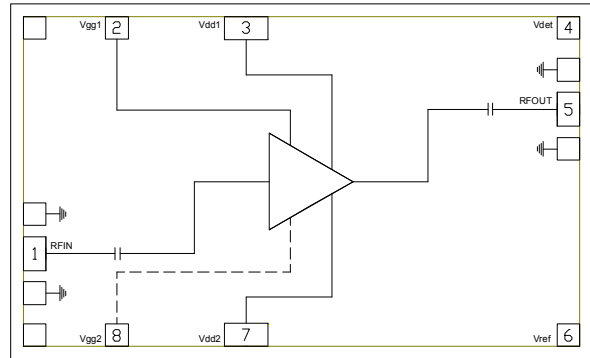 Vgg1 2 Vdd1 3 Vdet 4
RFOUT 5
1 RFIN
Vgg2 8 Vdd2 7 Vref 6